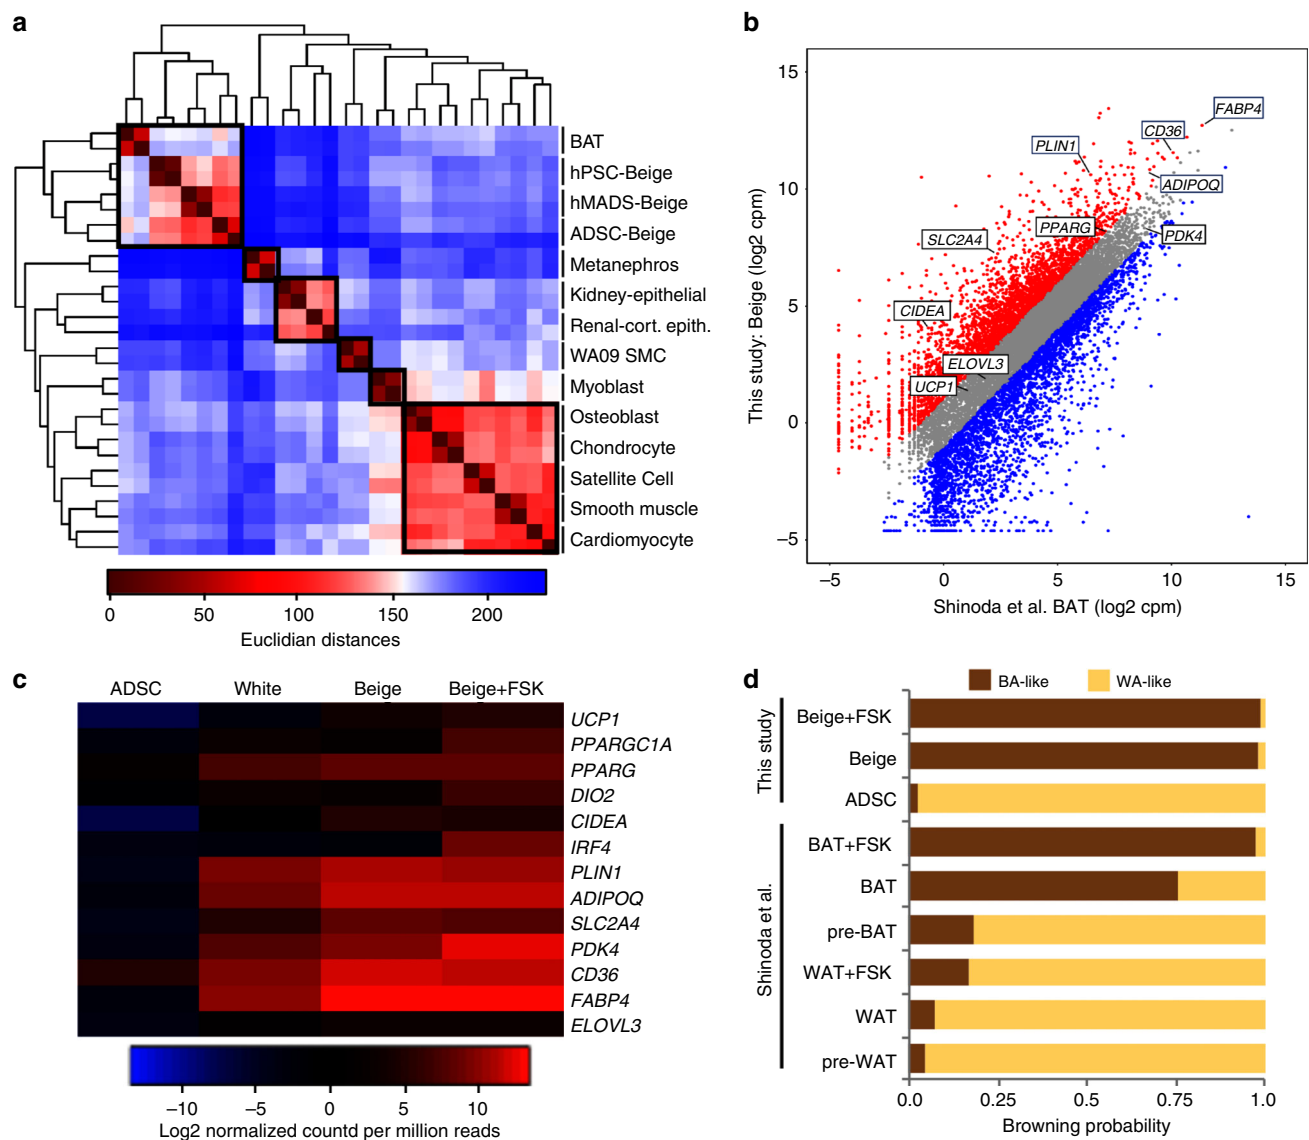 a
BAT
hPSC-Beige
hMADS-Beige
ADSC-Beige
Metanephros
Kidney-epithelial
Renal-cort. epith.
WA09 SMC
Myoblast
Osteoblast
Chondrocyte
Satellite Cell
Smooth muscle
Cardiomyocyte
0 50 100 150 200
Euclidian distances
b
15
10
5
0
−5
This study: Beige (log2 cpm)
FABP4
CD36
PLIN1
ADIPOQ
PPARG
PDK4
SLC2A4
CIDEA
ELOVL3
UCP1
−5 0 5 10 15
Shinoda et al. BAT (log2 cpm)
c
ADSC White Beige Beige+FSK
UCP1
PPARGC1A
PPARG
DIO2
CIDEA
IRF4
PLIN1
ADIPOQ
SLC2A4
PDK4
CD36
FABP4
ELOVL3
−10 −5 0 5 10
Log2 normalized countd per million reads
d
BA-like WA-like
This study
Beige+FSK
Beige
ADSC
Shinoda et al.
BAT+FSK
BAT
pre-BAT
WAT+FSK
WAT
pre-WAT
0.0 0.25 0.5 0.75 1.0
Browning probability